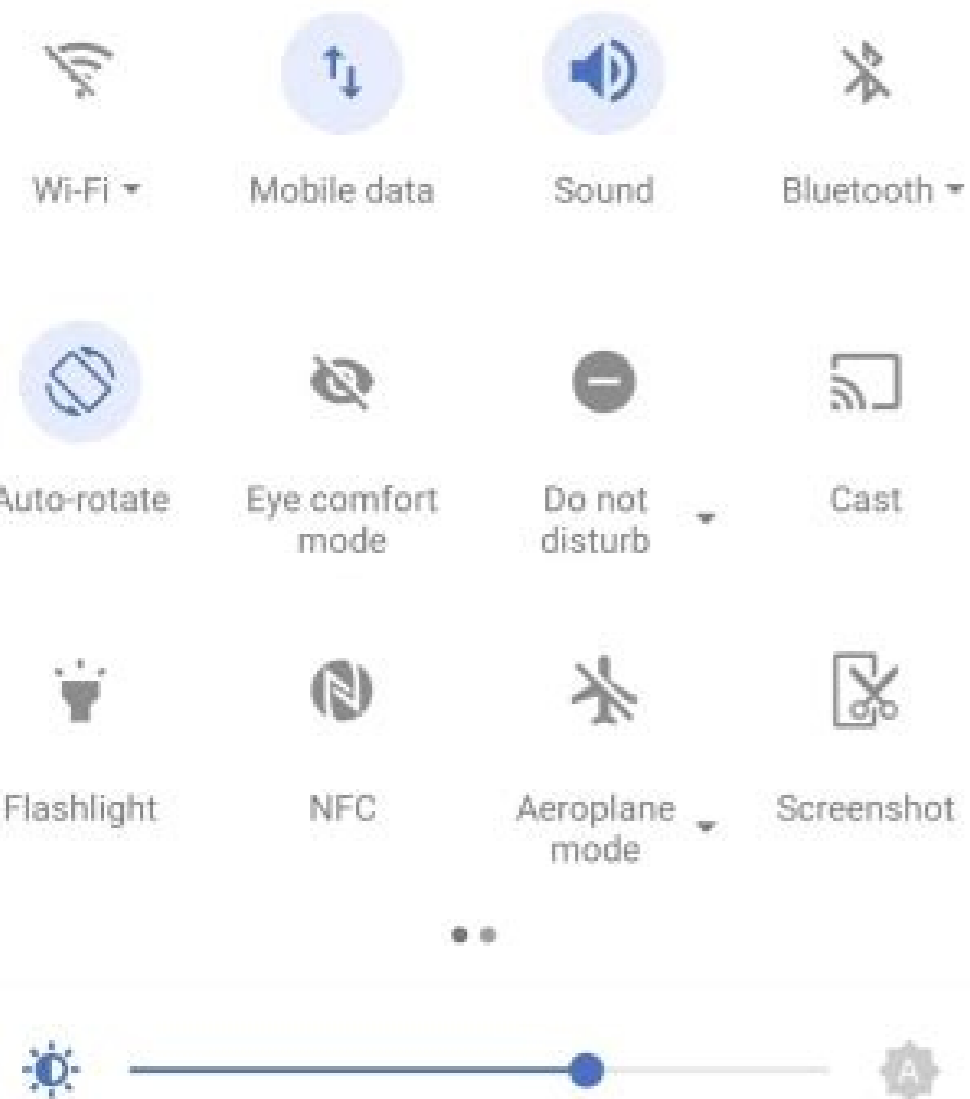 Wi-Fi
Mobile data
Sound
Bluetooth
Auto-rotate
Eye comfort
mode
Do not
disturb
Cast
Flashlight
NFC
Aeroplane
mode
Screenshot
A